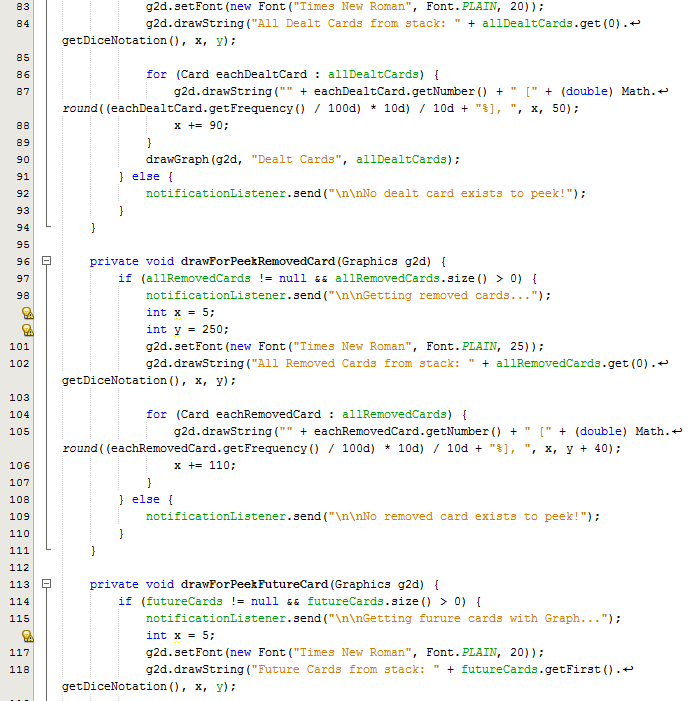 83 g2d.setFont(new Font("Times New Roman", Font.PLAIN, 20));
84 g2d.drawString("All Dealt Cards from stack: " + allDealtCards.get(0).↩
getDiceNotation(), x, y);
85
86 for (Card eachDealtCard : allDealtCards) {
87 g2d.drawString("" + eachDealtCard.getNumber() + " [" + (double) Math.↩
round((eachDealtCard.getFrequency() / 100d) * 10d) / 10d + "%], ", x, 50);
88 x += 90;
89 }
90 drawGraph(g2d, "Dealt Cards", allDealtCards);
91 } else {
92 notificationListener.send("\n\nNo dealt card exists to peek!");
93 }
94 }
95
96 private void drawForPeekRemovedCard(Graphics g2d) {
97 if (allRemovedCards != null && allRemovedCards.size() > 0) {
98 notificationListener.send("\n\nGetting removed cards...");
int x = 5;
int y = 250;
101 g2d.setFont(new Font("Times New Roman", Font.PLAIN, 25));
102 g2d.drawString("All Removed Cards from stack: " + allRemovedCards.get(0).↩
getDiceNotation(), x, y);
103
104 for (Card eachRemovedCard : allRemovedCards) {
105 g2d.drawString("" + eachRemovedCard.getNumber() + " [" + (double) Math.↩
round((eachRemovedCard.getFrequency() / 100d) * 10d) / 10d + "%], ", x, y + 40);
106 x += 110;
107 }
108 } else {
109 notificationListener.send("\n\nNo removed card exists to peek!");
110 }
111 }
112
113 private void drawForPeekFutureCard(Graphics g2d) {
114 if (futureCards != null && futureCards.size() > 0) {
115 notificationListener.send("\n\nGetting furure cards with Graph...");
int x = 5;
117 g2d.setFont(new Font("Times New Roman", Font.PLAIN, 20));
118 g2d.drawString("Future Cards from stack: " + futureCards.getFirst().↩
getDiceNotation(), x, y);